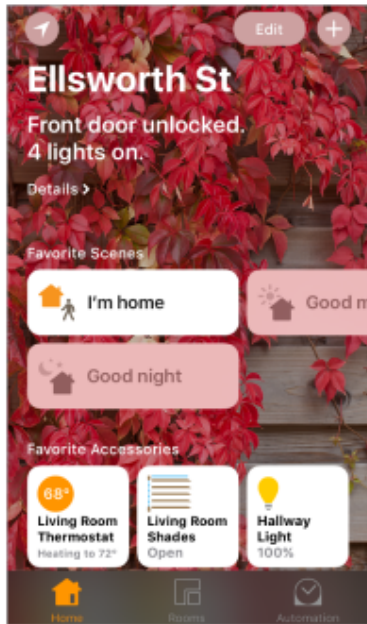 Edit
Ellsworth St
Front door unlocked.
4 lights on.
Details >
Favorite Scenes
I'm home
Good m
Good night
Favorite Accessories
68°
Living Room
Thermostat
Heating to 72°
Living Room
Shades
Open
Hallway
Light
100%
Home
Rooms
Automation